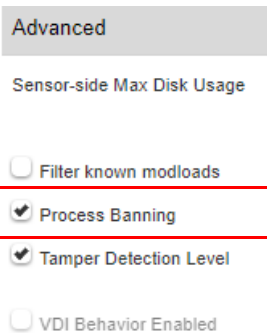 Advanced
Sensor-side Max Disk Usage
Filter known modloads
Process Banning
Tamper Detection Level
VDI Behavior Enabled